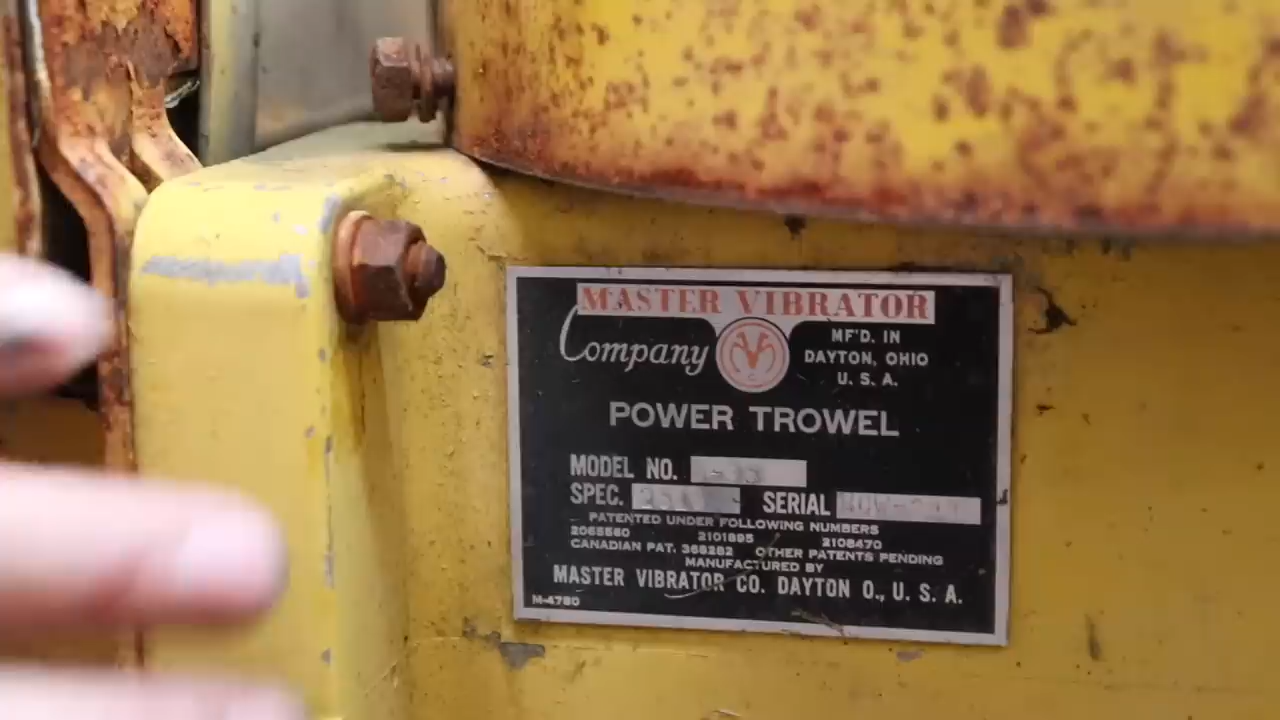 MASTER VIBRATOR
Company
MF'D. IN
DAYTON, OHIO
U. S. A.
POWER TROWEL
MODEL NO.
SPEC. SERIAL
PATENTED UNDER FOLLOWING NUMBERS
2065560 2101895 2108470
CANADIAN PAT. 365282 OTHER PATENTS PENDING
MANUFACTURED BY
MASTER VIBRATOR CO. DAYTON O., U. S. A.
M-4780